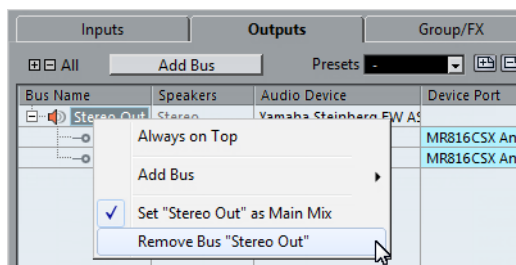 Inputs Outputs Group/FX
All Add Bus Presets -
Bus Name Speakers Audio Device Device Port
Stereo Out Stereo Yamaha Steinberg FW AS
Always on Top MR816CSX An
MR816CSX An
Add Bus
Set "Stereo Out" as Main Mix
Remove Bus "Stereo Out"